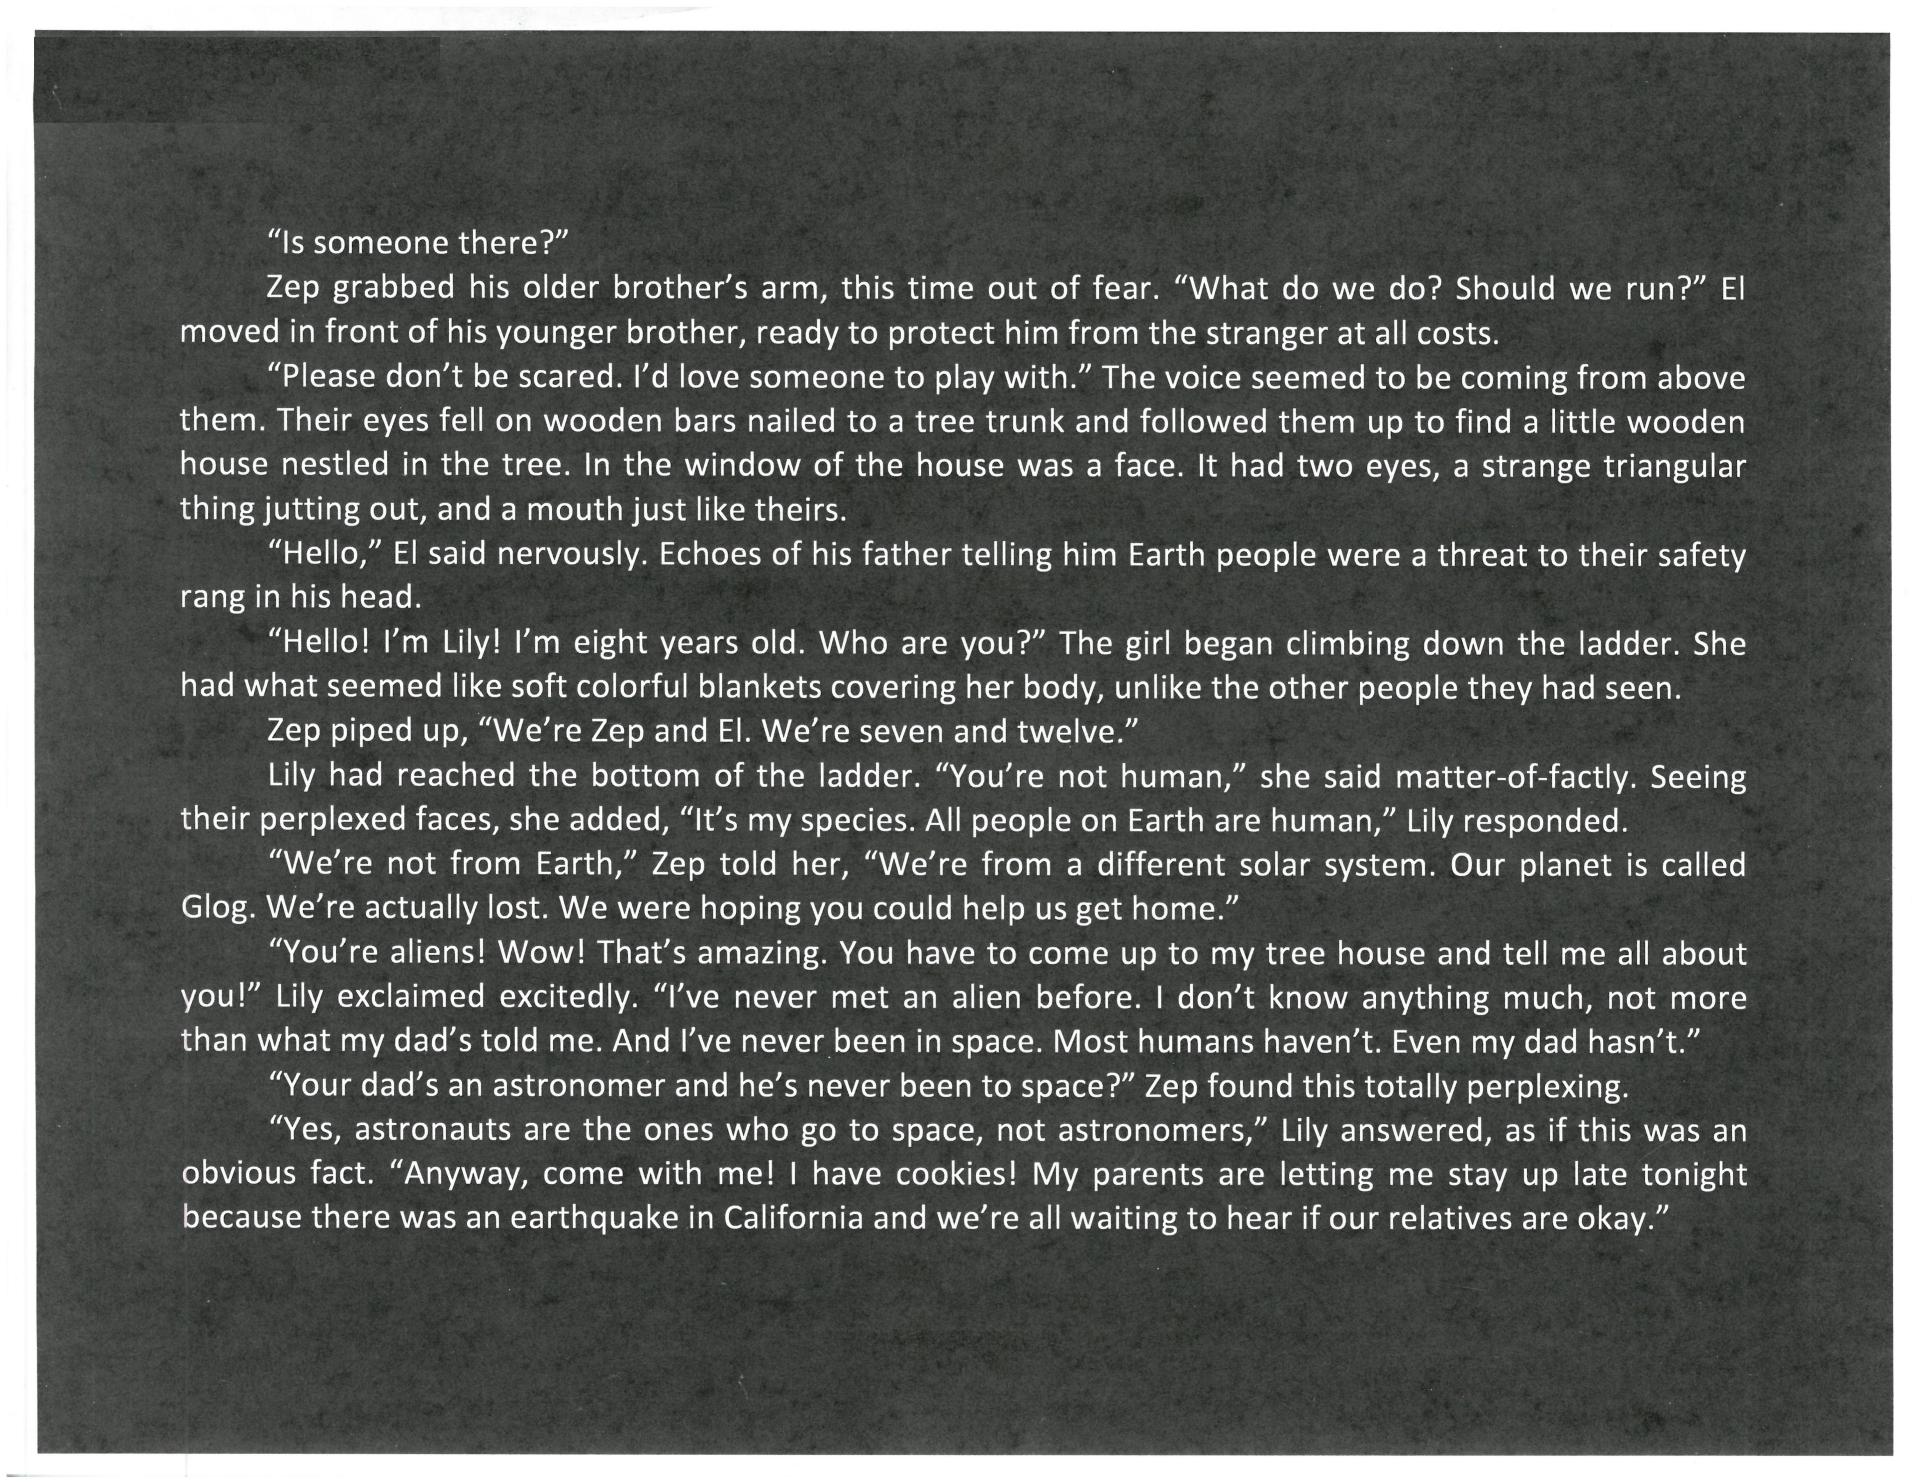 “Is someone there?”
Zep grabbed his older brother’s arm, this time out of fear. “What do we do? Should we run?” El
moved in front of his younger brother, ready to protect him from the stranger at all costs.
“Please don’t be scared. I’d love someone to play with.” The voice seemed to be coming from above
them. Their eyes fell on wooden bars nailed to a tree trunk and followed them up to find a little wooden
house nestled in the tree. In the window of the house was a face. It had two eyes, a strange triangular
thing jutting out, and a mouth just like theirs.
“Hello,” El said nervously. Echoes of his father telling him Earth people were a threat to their safety
rang in his head.
“Hello! I’m Lily! I’m eight years old. Who are you?” The girl began climbing down the ladder. She
had what seemed like soft colorful blankets covering her body, unlike the other people they had seen.
Zep piped up, “We’re Zep and El. We’re seven and twelve.”
Lily had reached the bottom of the ladder. “You’re not human,” she said matter-of-factly. Seeing
their perplexed faces, she added, “It’s my species. All people on Earth are human,” Lily responded.
“We’re not from Earth,” Zep told her, “We’re from a different solar system. Our planet is called
Glog. We’re actually lost. We were hoping you could help us get home.”
“You’re aliens! Wow! That’s amazing. You have to come up to my tree house and tell me all about
you!” Lily exclaimed excitedly. “I’ve never met an alien before. I don’t know anything much, not more
than what my dad’s told me. And I’ve never been in space. Most humans haven’t. Even my dad hasn’t.”
“Your dad’s an astronomer and he’s never been to space?” Zep found this totally perplexing.
“Yes, astronauts are the ones who go to space, not astronomers,” Lily answered, as if this was an
obvious fact. “Anyway, come with me! I have cookies! My parents are letting me stay up late tonight
because there was an earthquake in California and we’re all waiting to hear if our relatives are okay.”